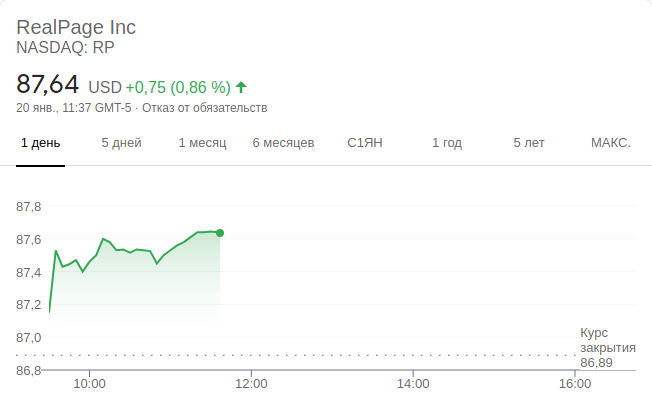 RealPage Inc
NASDAQ: RP
87,64 USD +0,75 (0,86 %)
20 янв., 11:37 GMT-5 · Отказ от обязательств
1 день 5 дней 1 месяц 6 месяцев С1ЯН 1 год 5 лет МАКС.
87,8
87,6
87,4
87,2
87,0
86,8
Курс
закрытия
86,89
10:00 12:00 14:00 16:00